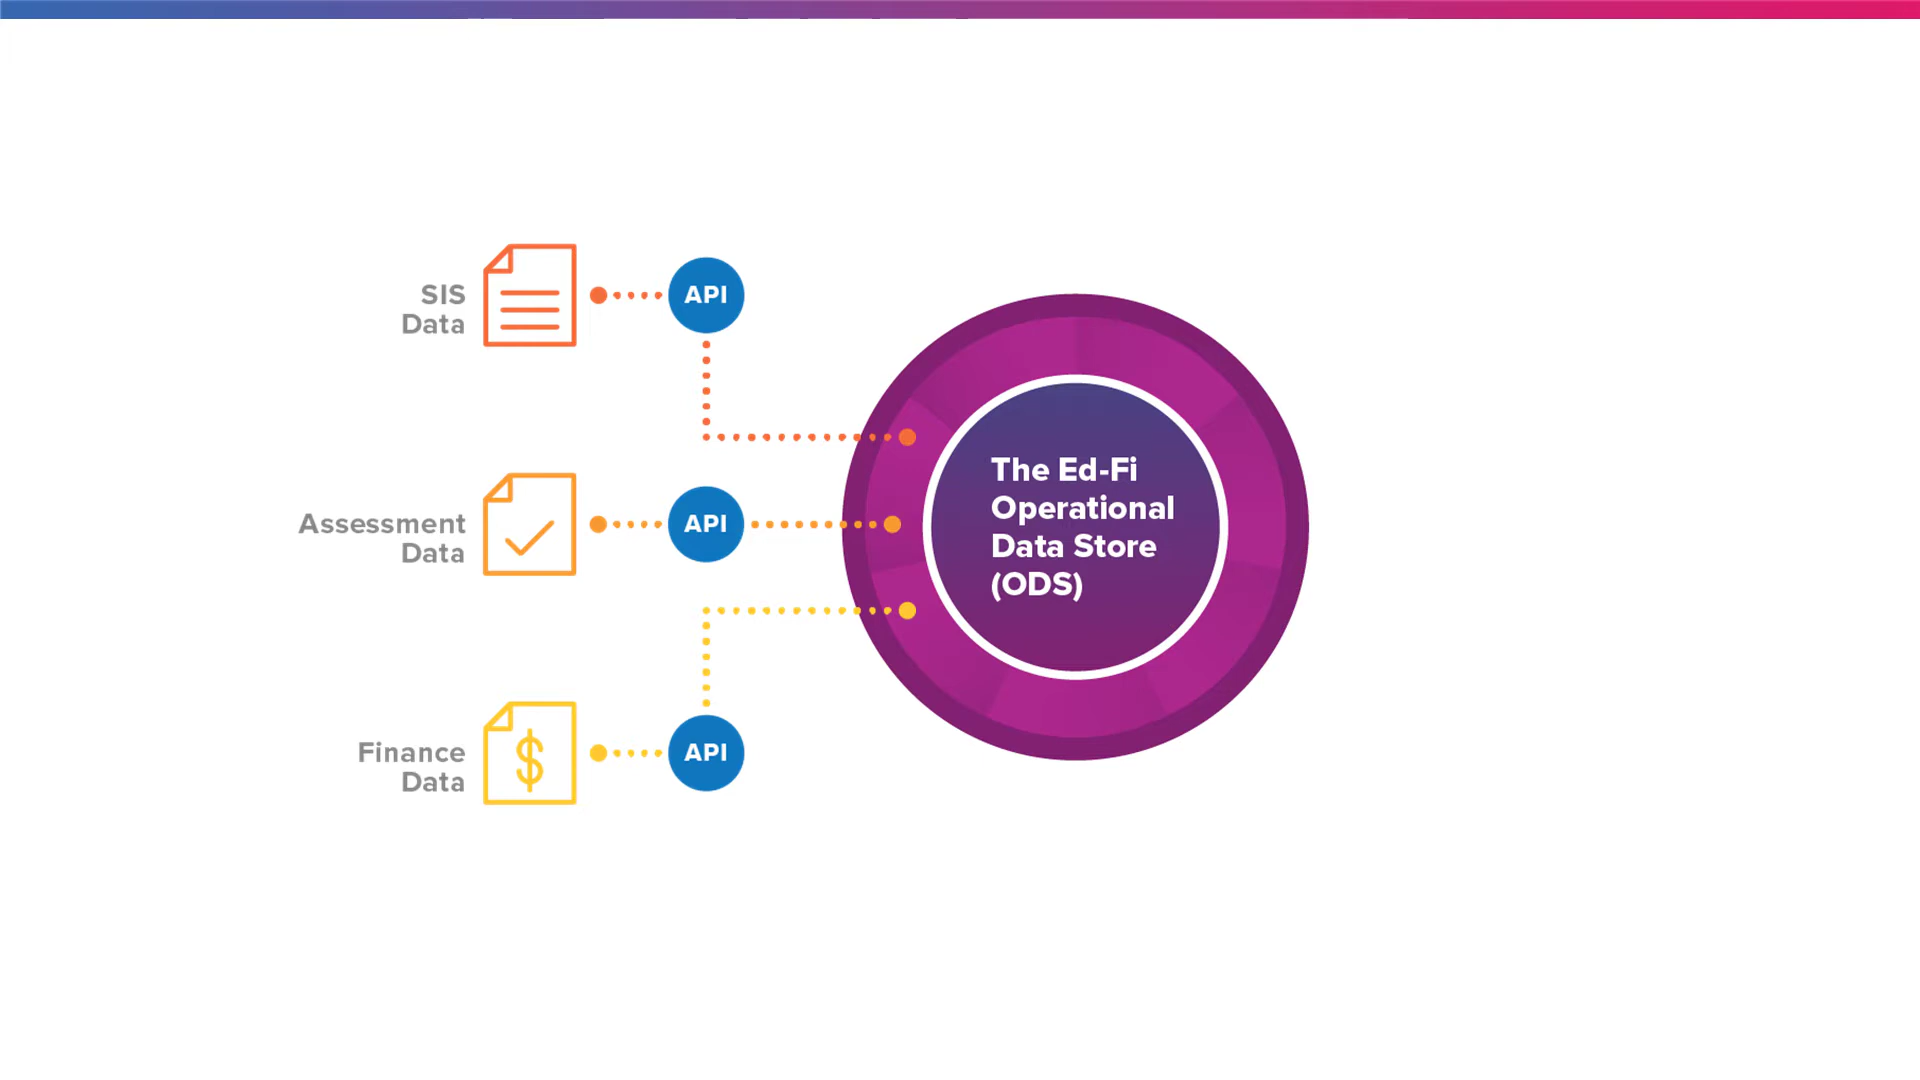 SIS
Data
API
Assessment
Data
API
Finance
Data
$
API
The Ed-Fi
Operational
Data Store
(ODS)